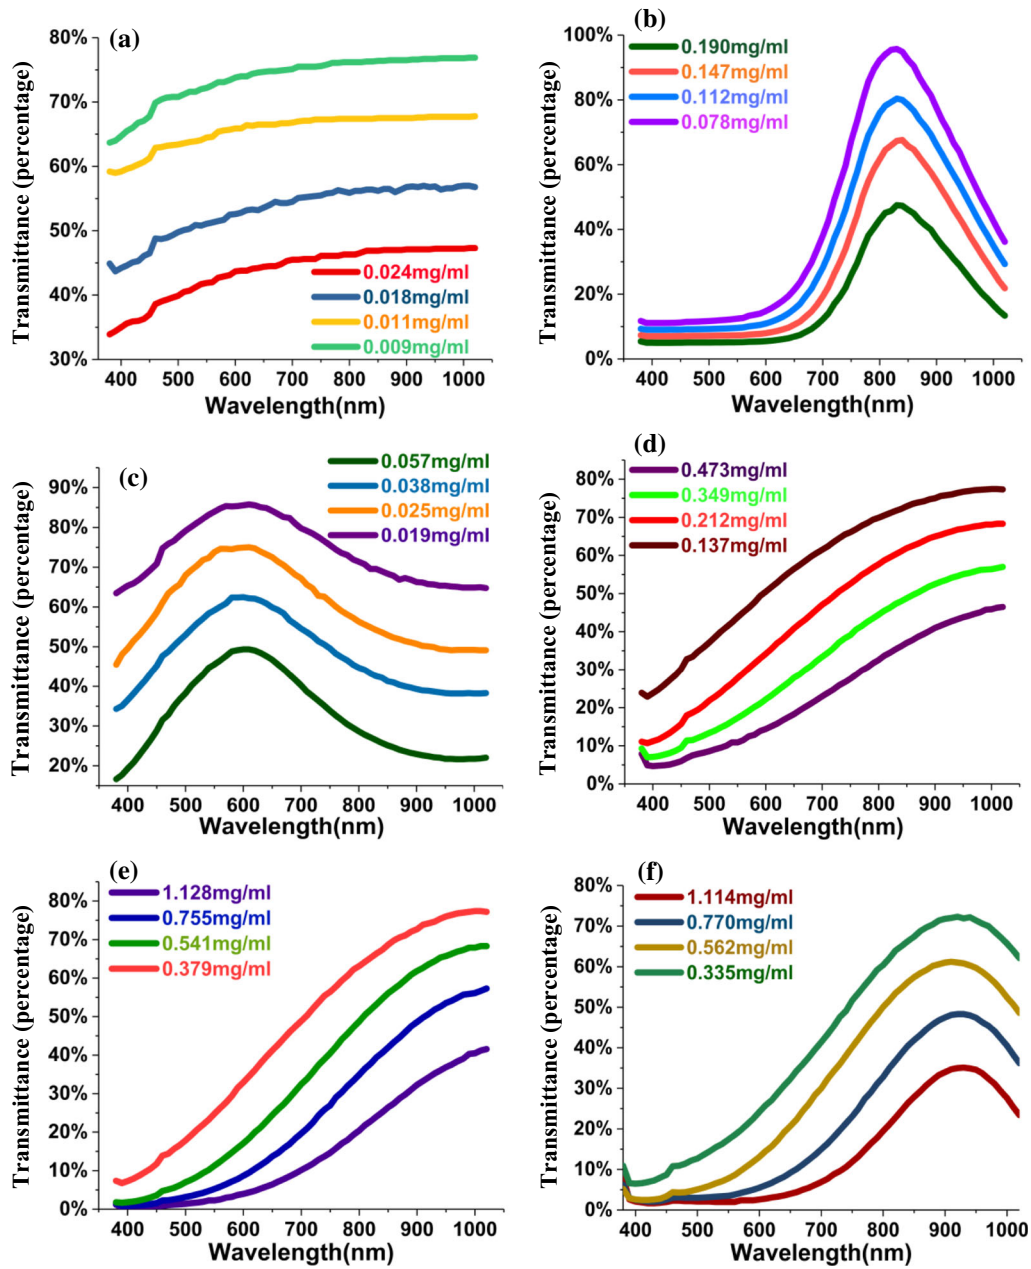 (a)
Transmittance (percentage)
80%
70%
60%
50%
40%
30%
0.024mg/ml
0.018mg/ml
0.011mg/ml
0.009mg/ml
400 500 600 700 800 900 1000
Wavelength(nm)
(b)
Transmittance (percentage)
100%
80%
60%
40%
20%
0%
0.190mg/ml
0.147mg/ml
0.112mg/ml
0.078mg/ml
400 500 600 700 800 900 1000
Wavelength(nm)
(c)
Transmittance (percentage)
90%
80%
70%
60%
50%
40%
30%
20%
0.057mg/ml
0.038mg/ml
0.025mg/ml
0.019mg/ml
400 500 600 700 800 900 1000
Wavelength(nm)
(d)
Transmittance (percentage)
80%
70%
60%
50%
40%
30%
20%
10%
0%
0.473mg/ml
0.349mg/ml
0.212mg/ml
0.137mg/ml
400 500 600 700 800 900 1000
Wavelength(nm)
(e)
Transmittance (percentage)
80%
70%
60%
50%
40%
30%
20%
10%
0%
1.128mg/ml
0.755mg/ml
0.541mg/ml
0.379mg/ml
400 500 600 700 800 900 1000
Wavelength(nm)
(f)
Transmittance (percentage)
80%
70%
60%
50%
40%
30%
20%
10%
0%
1.114mg/ml
0.770mg/ml
0.562mg/ml
0.335mg/ml
400 500 600 700 800 900 1000
Wavelength(nm)